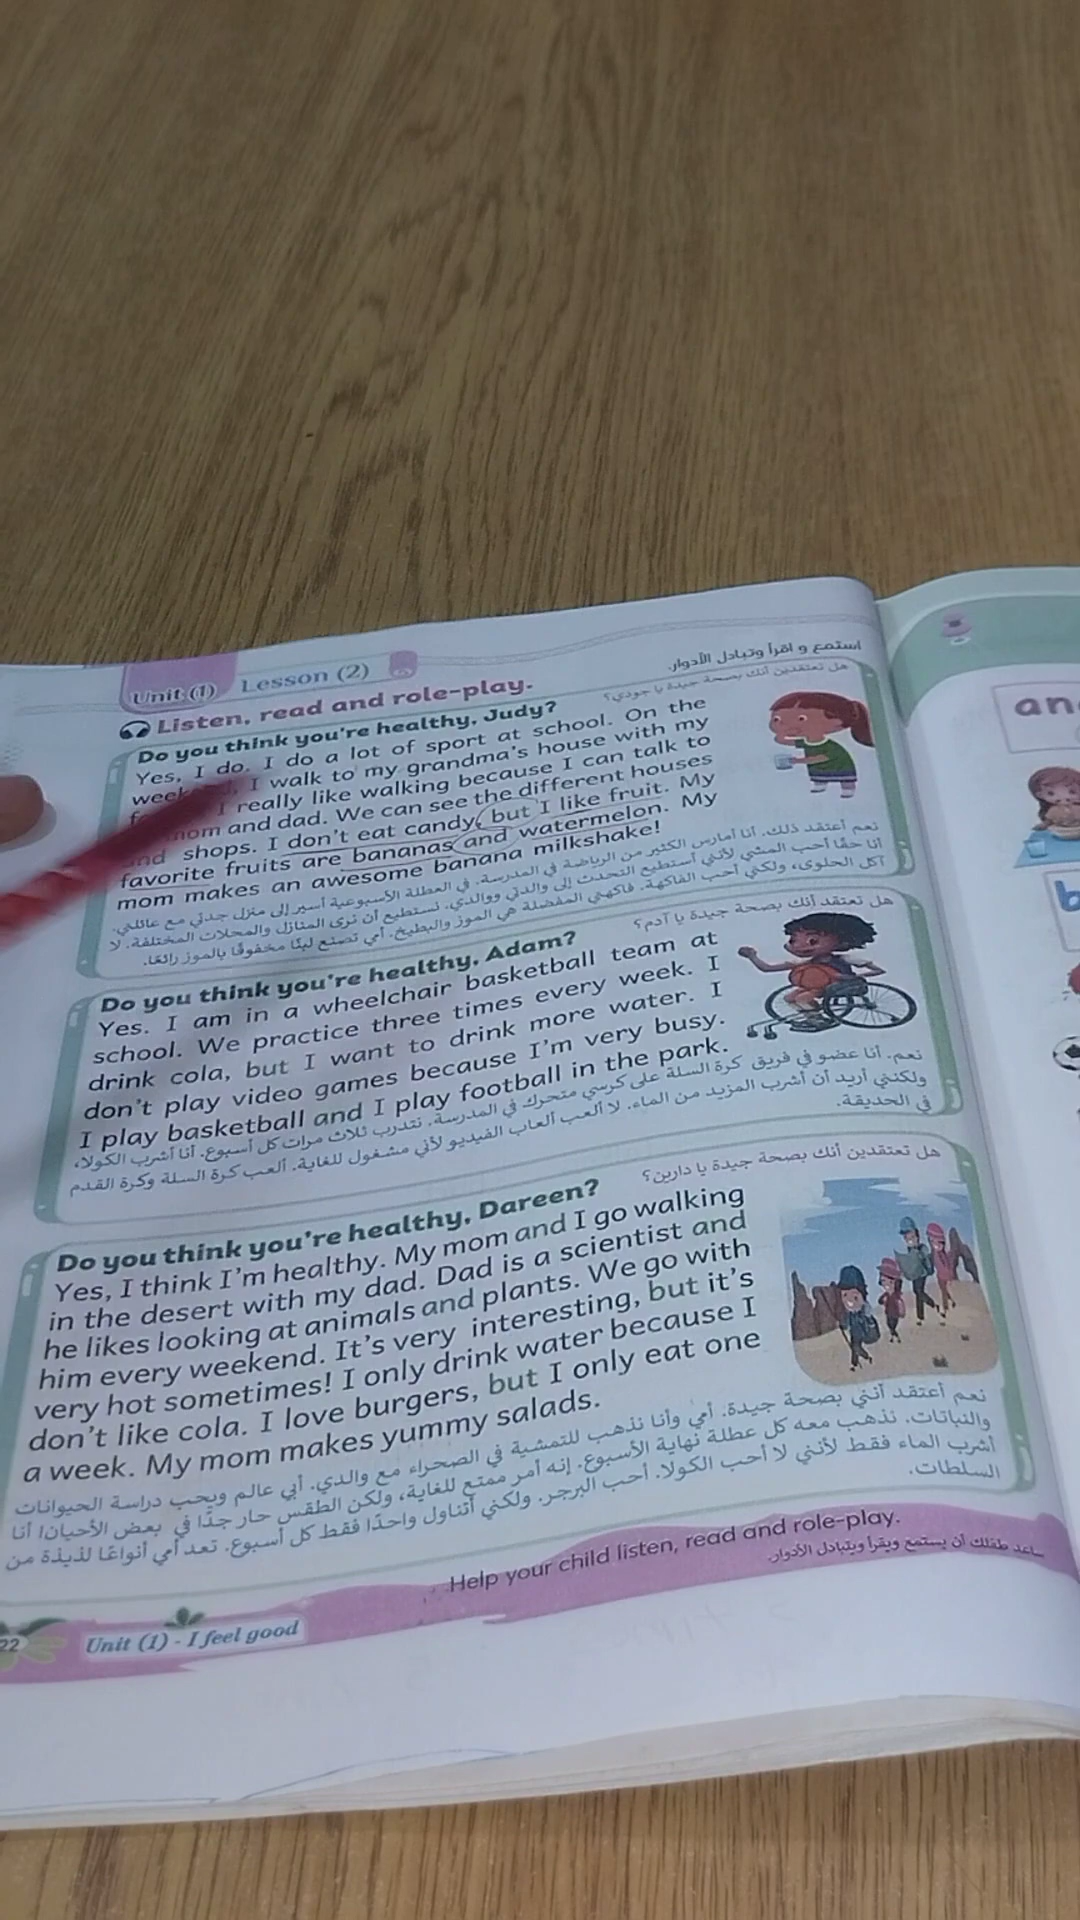 Unit (1) Lesson (2)
استمع و اقرأ وتبادل الأدوار.
Listen, read and role-play.
هل تعتقدين أنك بصحة جيدة يا جودي؟
Do you think you're healthy, Judy?
Yes, I do. I do a lot of sport at school. On the
I walk to my grandma's house with my
I really like walking because I can talk to
mom and dad. We can see the different houses
and shops. I don't eat candy, but I like fruit. My
favorite fruits are bananas and watermelon. My
mom makes an awesome banana milkshake!
نعم أعتقد ذلك. أنا أمارس الكثير من الرياضة في المدرسة. في العطلة الأسبوعية أسير إلى منزل جدتي مع عائلتي.
أنا حقًا أحب المشي لأنني أستطيع التحدث إلى والدتي ووالدي. نستطيع أن نرى المنازل والمحلات المختلفة. لا
آكل الحلوى، ولكني أحب الفاكهة. فاكهتي المفضلة هي الموز والبطيخ. أمي تصنع لبنًا مخفوقًا بالموز رائعًا.
هل تعتقد أنك بصحة جيدة يا آدم؟
Do you think you're healthy, Adam?
Yes. I am in a wheelchair basketball team at
school. We practice three times every week. I
drink cola, but I want to drink more water. I
don't play video games because I'm very busy.
I play basketball and I play football in the park.
نعم. أنا عضو في فريق كرة السلة على كرسي متحرك في المدرسة. نتدرب ثلاث مرات كل أسبوع. أنا أشرب الكولا،
ولكنني أريد أن أشرب المزيد من الماء. لا ألعب ألعاب الفيديو لأني مشغول للغاية. ألعب كرة السلة وكرة القدم
في الحديقة.
هل تعتقدين أنك بصحة جيدة يا دارين؟
Do you think you're healthy, Dareen?
Yes, I think I'm healthy. My mom and I go walking
in the desert with my dad. Dad is a scientist and
he likes looking at animals and plants. We go with
him every weekend. It's very interesting, but it's
very hot sometimes! I only drink water because I
don't like cola. I love burgers, but I only eat one
a week. My mom makes yummy salads.
نعم أعتقد أنني بصحة جيدة. أمي وأنا نذهب للتمشية في الصحراء مع والدي. أبي عالم ويحب دراسة الحيوانات
والنباتات. نذهب معه كل عطلة نهاية الأسبوع. إنه أمر ممتع للغاية، ولكن الطقس حار جدًا في بعض الأحيان! أنا
أشرب الماء فقط لأنني لا أحب الكولا. أحب البرجر. ولكني أتناول واحدًا فقط كل أسبوع. تعد أمي أنواعًا لذيذة من
السلطات.
Help your child listen, read and role-play.
ساعد طفلك أن يستمع ويقرأ ويتبادل الأدوار.
22 Unit (1) - I feel good